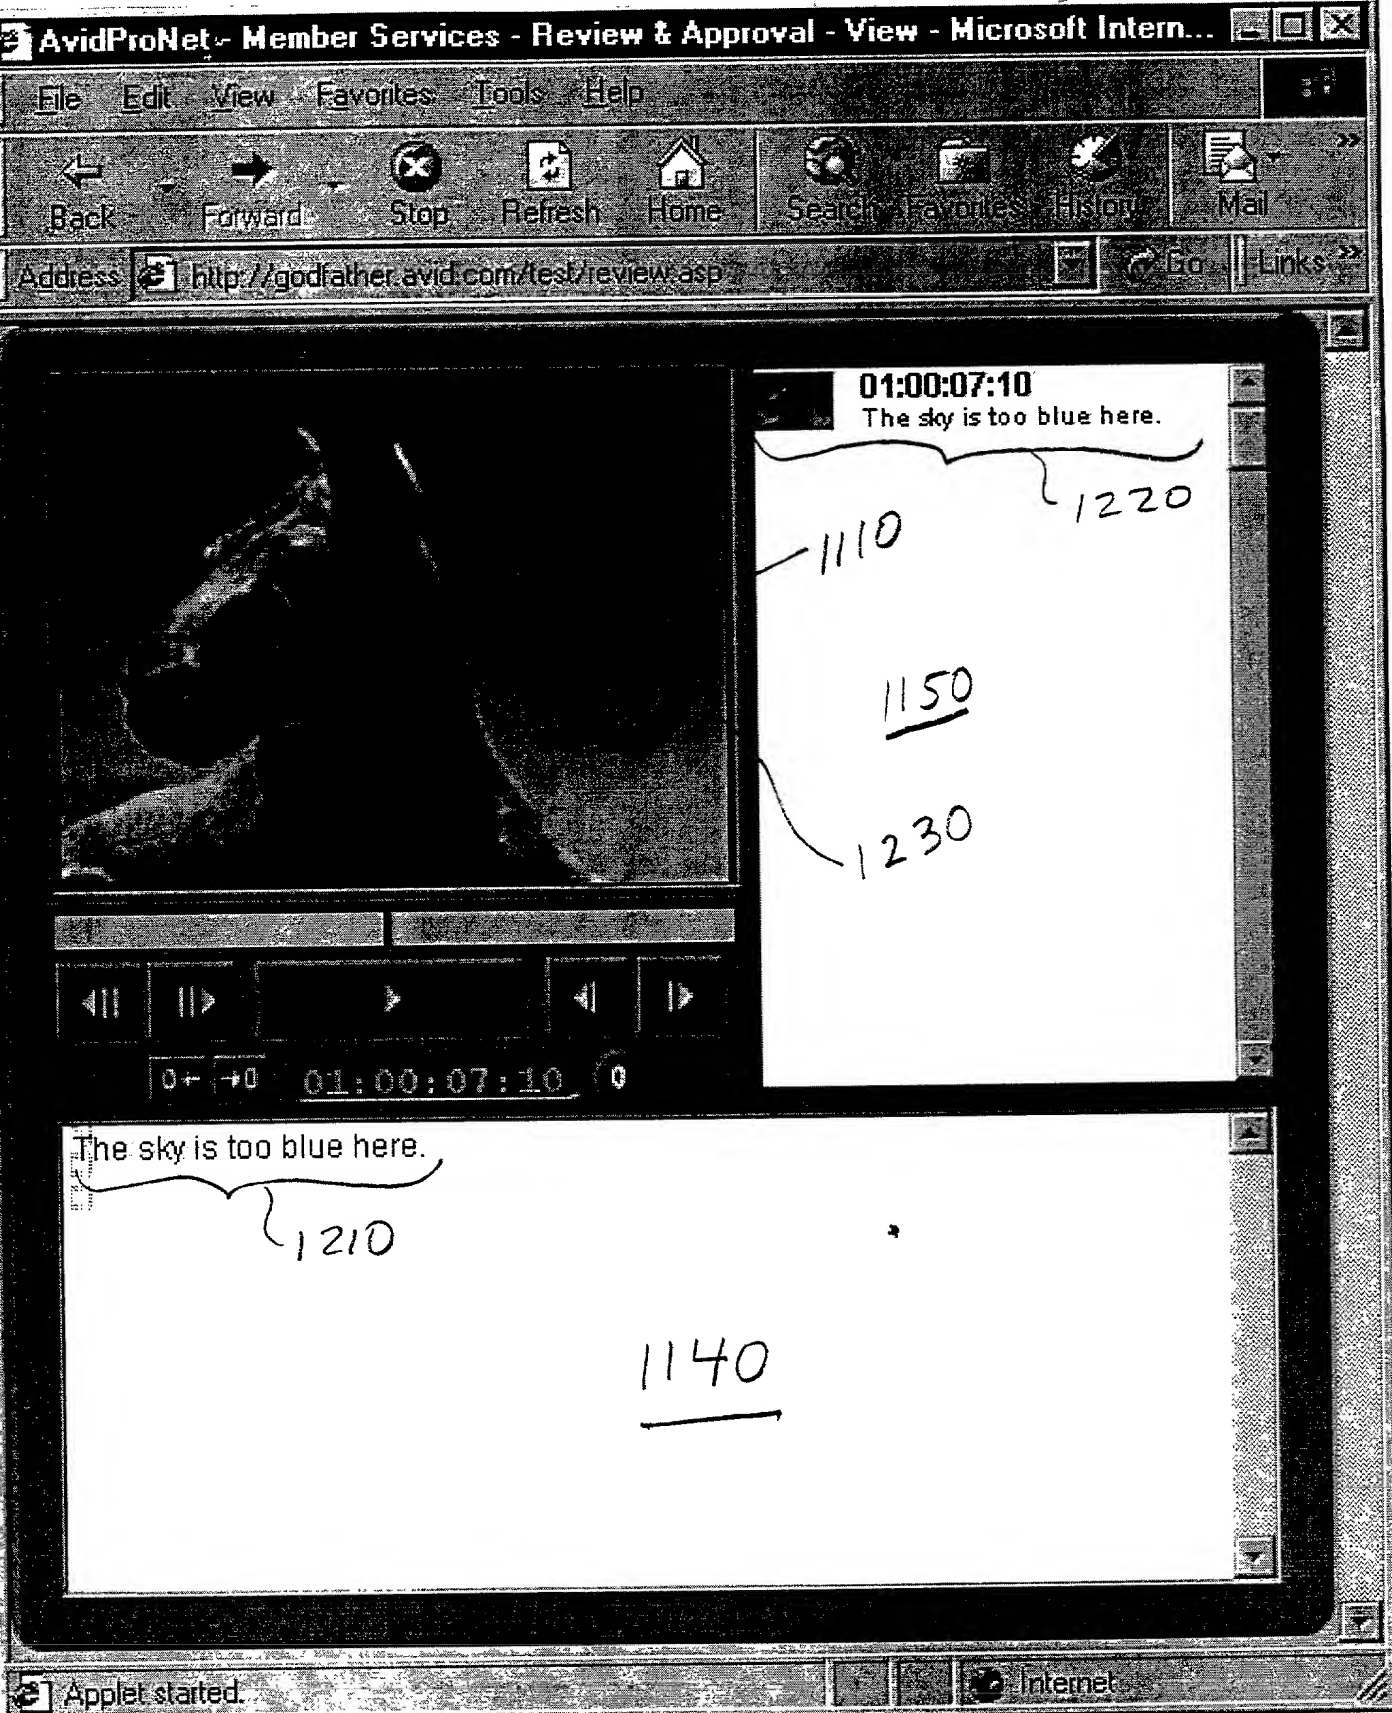 AvidProNet - Member Services - Review & Approval - View - Microsoft Intern...
File Edit View Favorites Tools Help
Back Forward Stop Refresh Home Search Favorites History Mail
Address http://godfather.avid.com/test/review.asp Go Links
01:00:07:10
The sky is too blue here.
1220
1110
1150
1230
0← →0 01:00:07:10 0
The sky is too blue here.
1210
1140
Applet started. Internet